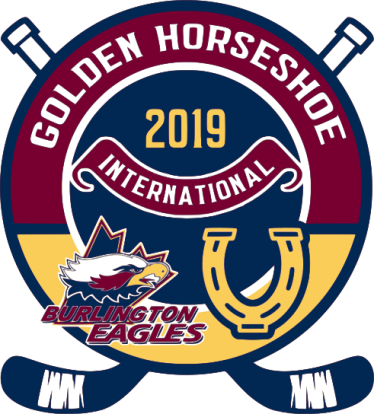 GOLDEN HORSESHOE
2019
INTERNATIONAL
BURLINGTON
EAGLES